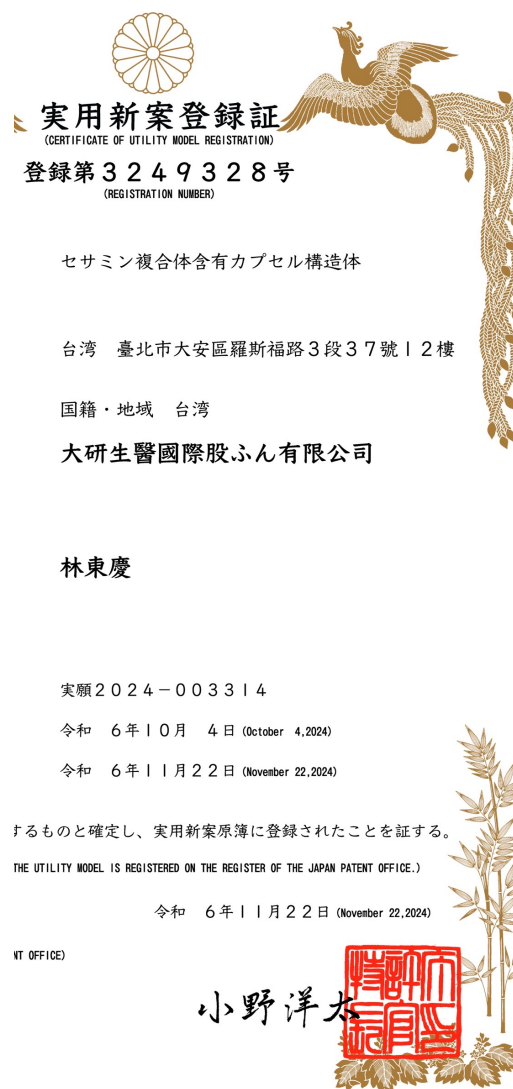 実用新案登録証
(CERTIFICATE OF UTILITY MODEL REGISTRATION)
登録第３２４９３２８号
(REGISTRATION NUMBER)
セサミン複合体含有カプセル構造体
台湾　臺北市大安區羅斯福路３段３７號１２樓
国籍・地域　台湾
大研生醫國際股ふん有限公司
林東慶
実願２０２４－００３３１４
令和　６年１０月　４日 (October 4,2024)
令和　６年１１月２２日 (November 22,2024)
するものと確定し、実用新案原簿に登録されたことを証する。
THE UTILITY MODEL IS REGISTERED ON THE REGISTER OF THE JAPAN PATENT OFFICE.)
令和　６年１１月２２日 (November 22,2024)
NT OFFICE)
小野洋太
特許庁長官之印